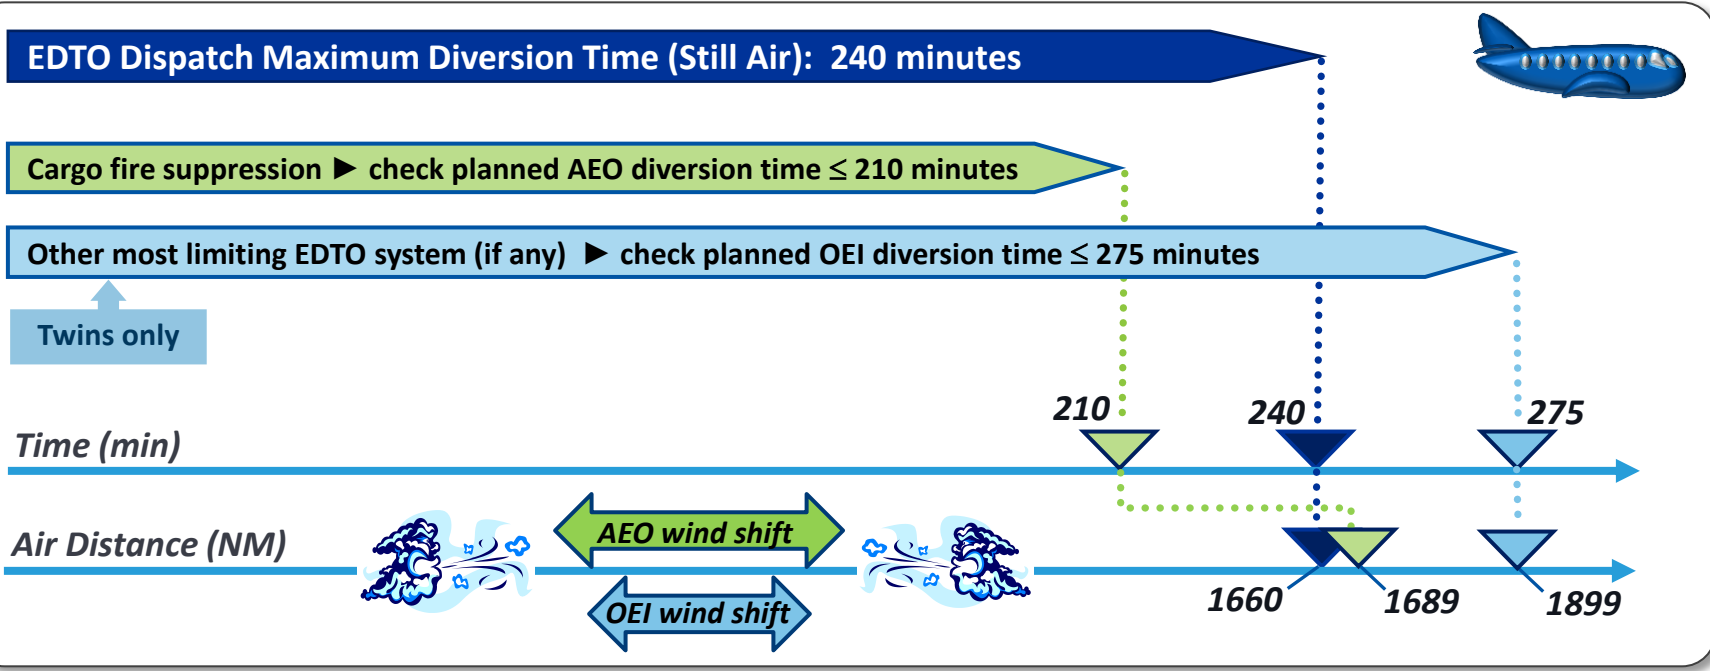 EDTO Dispatch Maximum Diversion Time (Still Air): 240 minutes
Cargo fire suppression ► check planned AEO diversion time ≤ 210 minutes
Other most limiting EDTO system (if any) ► check planned OEI diversion time ≤ 275 minutes
Twins only
210
240
275
Time (min)
AEO wind shift
Air Distance (NM)
OEI wind shift
1660
1689
1899